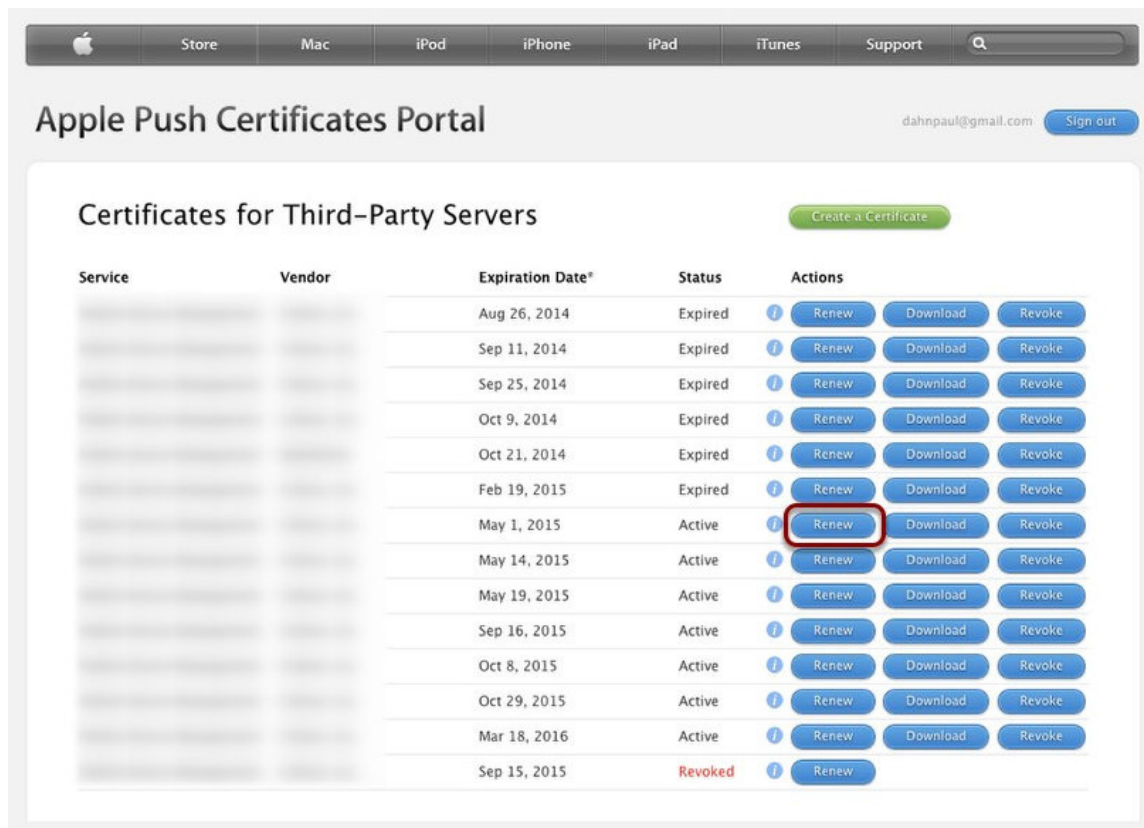 Store Mac iPod iPhone iPad iTunes Support
Apple Push Certificates Portal
dahnpaul@gmail.com Sign out
Certificates for Third-Party Servers
Create a Certificate
Service Vendor Expiration Date* Status Actions
Aug 26, 2014 Expired i Renew Download Revoke
Sep 11, 2014 Expired i Renew Download Revoke
Sep 25, 2014 Expired i Renew Download Revoke
Oct 9, 2014 Expired i Renew Download Revoke
Oct 21, 2014 Expired i Renew Download Revoke
Feb 19, 2015 Expired i Renew Download Revoke
May 1, 2015 Active i Renew Download Revoke
May 14, 2015 Active i Renew Download Revoke
May 19, 2015 Active i Renew Download Revoke
Sep 16, 2015 Active i Renew Download Revoke
Oct 8, 2015 Active i Renew Download Revoke
Oct 29, 2015 Active i Renew Download Revoke
Mar 18, 2016 Active i Renew Download Revoke
Sep 15, 2015 Revoked i Renew